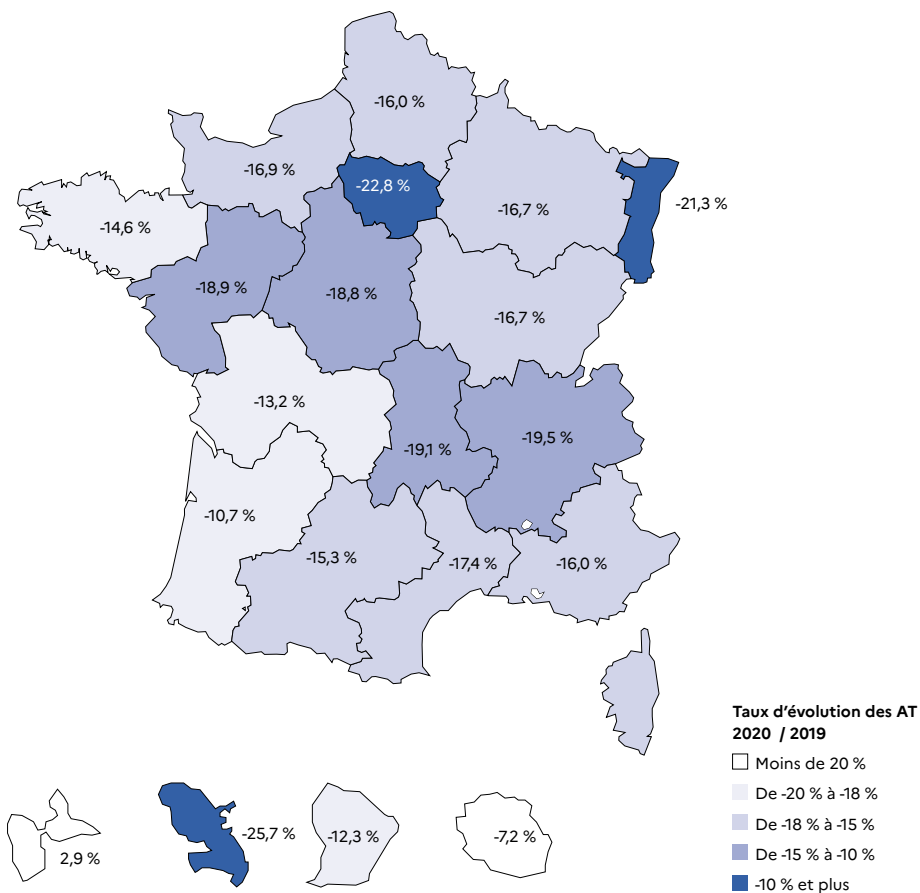 -16,0 %
-16,9 %
-22,8 %
-21,3 %
-16,7 %
-14,6 %
-18,9 %
-18,8 %
-16,7 %
-13,2 %
-19,1 %
-19,5 %
-10,7 %
-15,3 %
-17,4 %
-16,0 %
Taux d'évolution des AT
2020 / 2019
Moins de 20 %
De -20 % à -18 %
De -18 % à -15 %
De -15 % à -10 %
-10 % et plus
2,9 %
-25,7 %
-12,3 %
-7,2 %